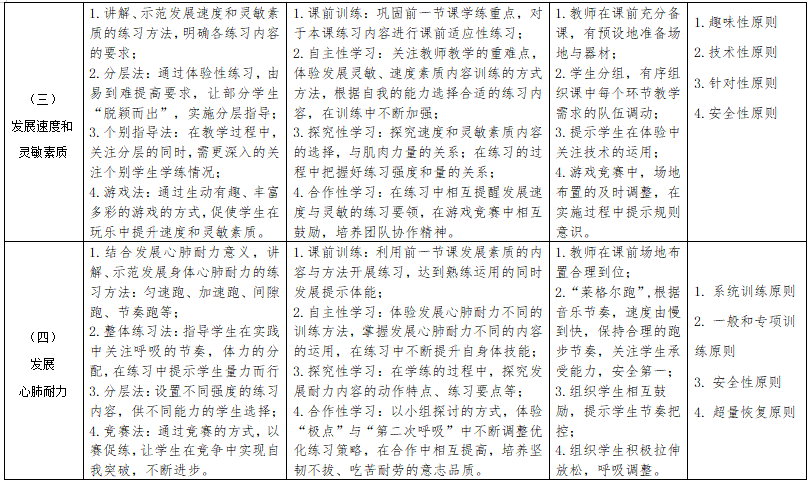 （三）
发展速度和
灵敏素质
1.讲解、示范发展速度和灵敏素
质的练习方法，明确各练习内容
的要求；
2.分层法：通过体验性练习，由
易到难提高要求，让部分学生
“脱颖而出”，实施分层指导；
3.个别指导法：在教学过程中，
关注分层的同时，需更深入的关
注个别学生学练情况；
4.游戏法：通过生动有趣、丰富
多彩的游戏的方式，促使学生在
玩乐中提升速度和灵敏素质。
1.课前训练：巩固前一节课学练重点，对
于本课练习内容进行课前适应性练习；
2.自主性学习：关注教师教学的重难点，
体验发展灵敏、速度素质内容训练的方式
方法，根据自我的能力选择合适的练习内
容，在训练中不断加强；
3.探究性学习：探究速度和灵敏素质内容
的选择，与肌肉力量的关系；在练习的过
程中把握好练习强度和量的关系；
4.合作性学习：在练习中相互提醒发展速
度与灵敏的练习要领，在游戏竞赛中相互
鼓励，培养团队协作精神。
1.教师在课前充分备
课，有预设地准备场
地与器材；
2.学生分组，有序组
织课中每个环节教学
需求的队伍调动；
3.提示学生在体验中
关注技术的运用；
4.游戏竞赛中，场地
布置的及时调整，在
实施过程中提示规则
意识。
1.趣味性原则
2.技术性原则
3.针对性原则
4.安全性原则
（四）
发展
心肺耐力
1.结合发展心肺耐力意义，讲
解、示范发展身体心肺耐力的练
习方法：匀速跑、加速跑、间隙
跑、节奏跑等；
2.整体练习法：指导学生在实践
中关注呼吸的节奏，体力的分
配，在练习中提示学生量力而行
3.分层法：设置不同强度的练习
内容，供不同能力的学生选择；
4.竞赛法：通过竞赛的方式，以
赛促练，让学生在竞争中实现自
我突破，不断进步。
1.课前训练：利用前一节课发展素质的内
容与方法开展练习，达到熟练运用的同时
发展提示体能；
2.自主性学习：体验发展心肺耐力不同的
训练方法，掌握发展心肺耐力不同的内容
的运用，在练习中不断提升自身体技能；
3.探究性学习：在学练的过程中，探究发
展耐力内容的动作特点、练习要点等；
4.合作性学习：以小组探讨的方式，体验
“极点”与“第二次呼吸”中不断调整优
化练习策略，在合作中相互提高，培养坚
韧不拔、吃苦耐劳的意志品质。
1.教师在课前场地布
置合理到位；
2.“莱格尔跑”,根据
音乐节奏，速度由慢
到快，保持合理的跑
步节奏，关注学生承
受能力，安全第一；
3.组织学生相互鼓
励，提示学生节奏把
控；
4.组织学生积极拉伸
放松，呼吸调整。
1. 系统训练原则
2. 一般和专项训
练原则
3. 安全性原则
4. 超量恢复原则